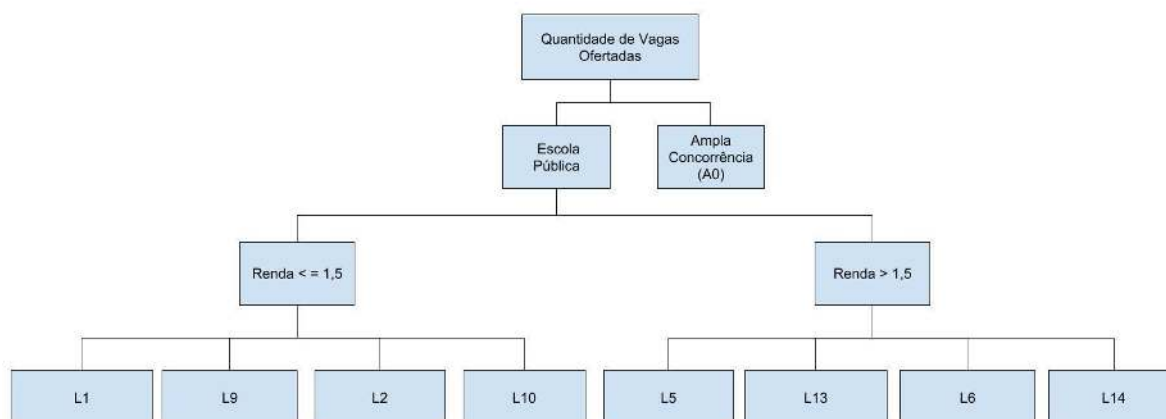 Quantidade de Vagas
Ofertadas
Escola
Pública
Ampla
Concorrência
(A0)
Renda < = 1,5
Renda > 1,5
L1
L9
L2
L10
L5
L13
L6
L14